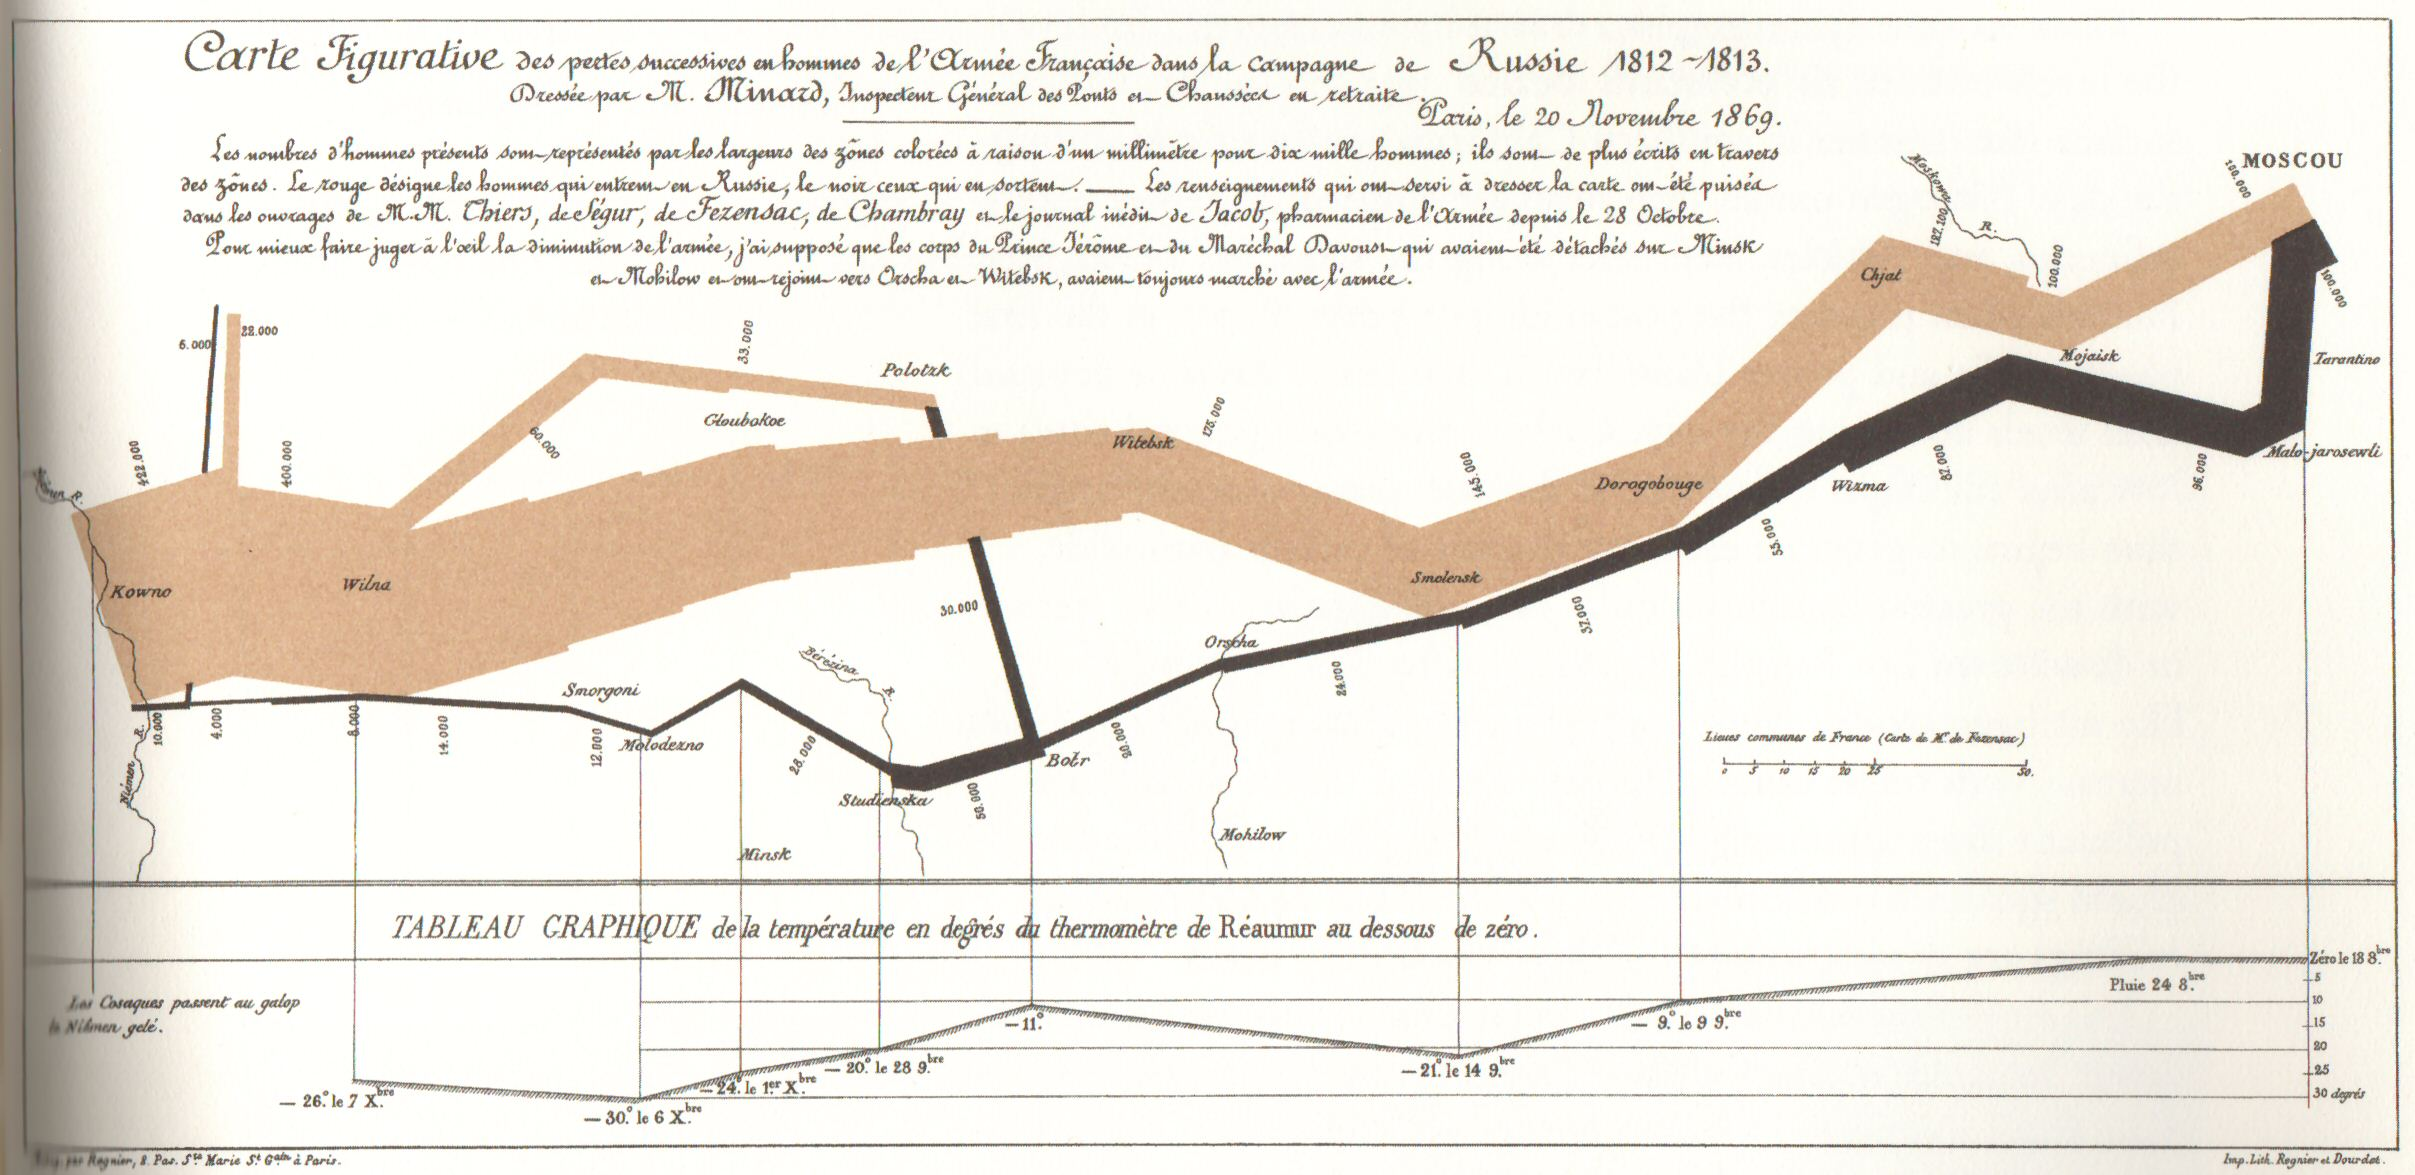 Carte Figurative des pertes successives en hommes de l'Armée Française dans la campagne de Russie 1812~1813.
Dressée par M. Minard, Inspecteur Général des Ponts et Chaussées en retraite.
Paris, le 20 Novembre 1869.
Les nombres d'hommes présents sont représentés par les largeurs des zônes colorées à raison d'un millimètre pour dix mille hommes; ils sont de plus écrits en travers
des zônes. Le rouge désigne les hommes qui entrent en Russie, le noir ceux qui en sortent. — Les renseignements qui ont servi à dresser la carte ont été puisés
dans les ouvrages de M.M. Thiers, de Ségur, de Fezensac, de Chambray et le journal inédit de Jacob, pharmacien de l'Armée depuis le 28 Octobre.
Pour mieux faire juger à l'œil la diminution de l'armée, j'ai supposé que les corps du Prince Jérôme et du Maréchal Davoust qui avaient été détachés sur Minsk
et Mohilow et ont rejoint vers Orscha et Witebsk, avaient toujours marché avec l'armée.
Moskowa R.
MOSCOU
100.000
127.100
100.000
100.000
Chjat
Mojaisk
Tarantino
Malo-jarosewli
6.000
22.000
33.000
Polotzk
Gloubokoe
60.000
422.000
400.000
Witebsk
175.000
145.000
Dorogobouge
Wizma
55.000
87.000
96.000
Niémen R.
Kowno
Wilna
Smolensk
30.000
37.000
Orscha
24.000
Bérézina R.
Smorgoni
10.000
4.000
8.000
14.000
12.000
Molodezno
28.000
Studienska
50.000
Botr
20.000
Niémen R.
Minsk
Mohilow
Lieues communes de France (Carte de M. de Fezensac)
0 5 10 15 20 25 50.
TABLEAU GRAPHIQUE de la température en degrés du thermomètre de Réaumur au dessous de zéro.
Zéro le 18 8.bre
5
10
15
20
25
30 degrés
Pluie 24 8.bre
— 9.° le 9 9.bre
— 21.° le 14 9.bre
— 11.°
— 20.° le 28 9.bre
— 24.° le 1.er X.bre
— 30.° le 6 X.bre
— 26.° le 7 X.bre
Les Cosaques passent au galop
le Niémen gelé.
par Regnier, 8. Pas. S.te Marie S.t G.ain à Paris.
Imp. Lith. Regnier et Dourdet.